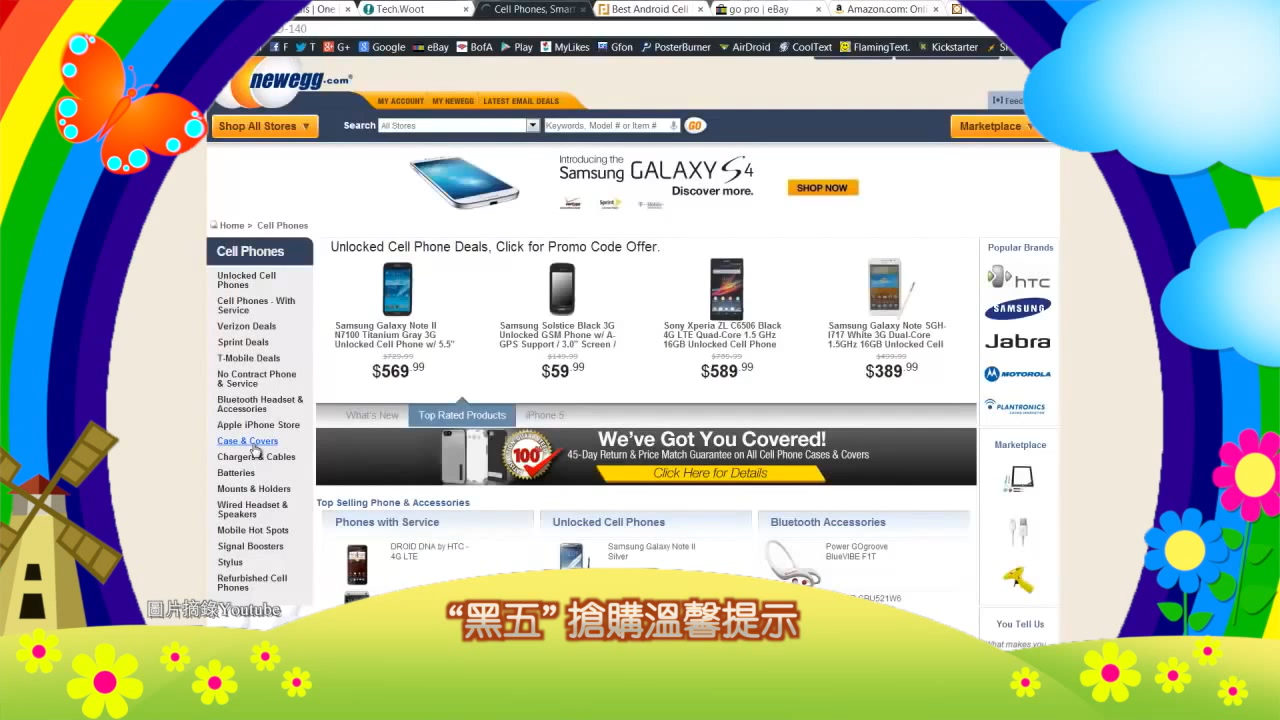 Tech.Woot
Cell Phones, Smar
Best Android Cell
go pro | eBay
Amazon.com: Onl
-140
F
T
G+
Google
eBay
BofA
Play
MyLikes
Gfon
PosterBurner
AirDroid
CoolText
FlamingText.
Kickstarter
newegg.com
MY ACCOUNT MY NEWEGG LATEST EMAIL DEALS
[+] Feed
Shop All Stores
Search
All Stores
Keywords, Model # or Item #
GO
Marketplace
Introducing the
Samsung GALAXY S4
Discover more.
SHOP NOW
verizon
Sprint
T··Mobile·
Home > Cell Phones
Cell Phones
Unlocked Cell
Phones
Cell Phones - With
Service
Verizon Deals
Sprint Deals
T-Mobile Deals
No Contract Phone
& Service
Bluetooth Headset &
Accessories
Apple iPhone Store
Case & Covers
Chargers & Cables
Batteries
Mounts & Holders
Wired Headset &
Speakers
Mobile Hot Spots
Signal Boosters
Stylus
Refurbished Cell
Phones
Unlocked Cell Phone Deals, Click for Promo Code Offer.
Samsung Galaxy Note II
N7100 Titanium Gray 3G
Unlocked Cell Phone w/ 5.5"
$729.99
$569.99
Samsung Solstice Black 3G
Unlocked GSM Phone w/ A-
GPS Support / 3.0" Screen /
$149.99
$59.99
Sony Xperia ZL C6506 Black
4G LTE Quad-Core 1.5 GHz
16GB Unlocked Cell Phone
$759.99
$589.99
Samsung Galaxy Note SGH-
I717 White 3G Dual-Core
1.5GHz 16GB Unlocked Cell
$499.99
$389.99
What's New
Top Rated Products
iPhone 5
100
We've Got You Covered!
45-Day Return & Price Match Guarantee on All Cell Phone Cases & Covers
Click Here for Details
Top Selling Phone & Accessories
Phones with Service
DROID DNA by HTC -
4G LTE
Unlocked Cell Phones
Samsung Galaxy Note II
Silver
Bluetooth Accessories
Power GOgroove
BlueVIBE F1T
Popular Brands
hTC
SAMSUNG
Jabra
MOTOROLA
PLANTRONICS
Marketplace
You Tell Us
What makes you
圖片摘錄Youtube
“黑五” 搶購溫馨提示